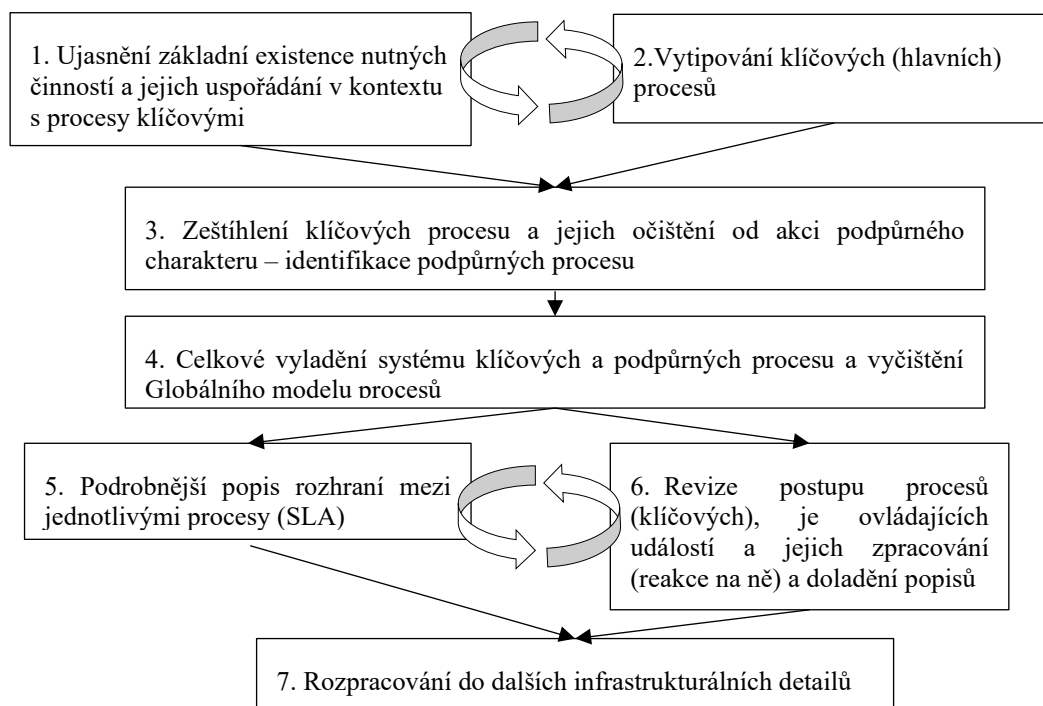 1. Ujasnění základní existence nutných
činností a jejich uspořádání v kontextu
s procesy klíčovými
2.Vytipování klíčových (hlavních)
procesů
3. Zeštíhlení klíčových procesu a jejich očištění od akci podpůrného
charakteru – identifikace podpůrných procesu
4. Celkové vyladění systému klíčových a podpůrných procesu a vyčištění
Globálního modelu procesů
5. Podrobnější popis rozhraní mezi
jednotlivými procesy (SLA)
6. Revize postupu procesů
(klíčových), je ovládajících
událostí a jejich zpracování
(reakce na ně) a doladění popisů
7. Rozpracování do dalších infrastrukturálních detailů